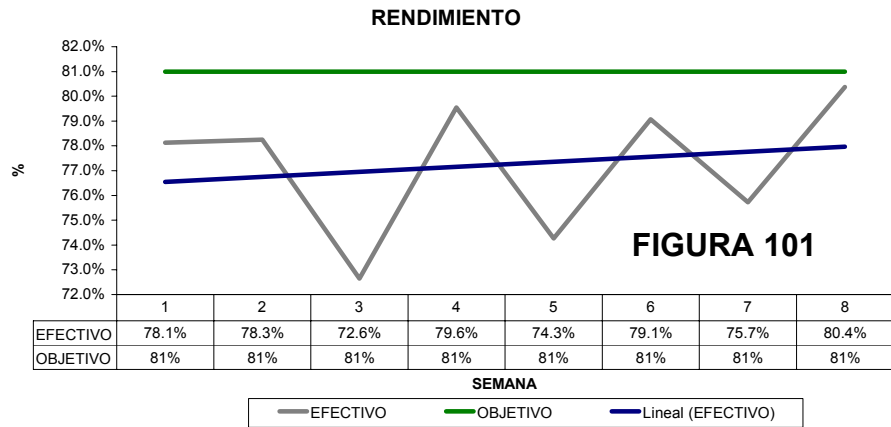 RENDIMIENTO
82.0%
81.0%
80.0%
79.0%
78.0%
77.0%
76.0%
75.0%
74.0%
73.0%
72.0%
%
FIGURA 101
1 2 3 4 5 6 7 8
EFECTIVO 78.1% 78.3% 72.6% 79.6% 74.3% 79.1% 75.7% 80.4%
OBJETIVO 81% 81% 81% 81% 81% 81% 81% 81%
SEMANA
EFECTIVO OBJETIVO Lineal (EFECTIVO)